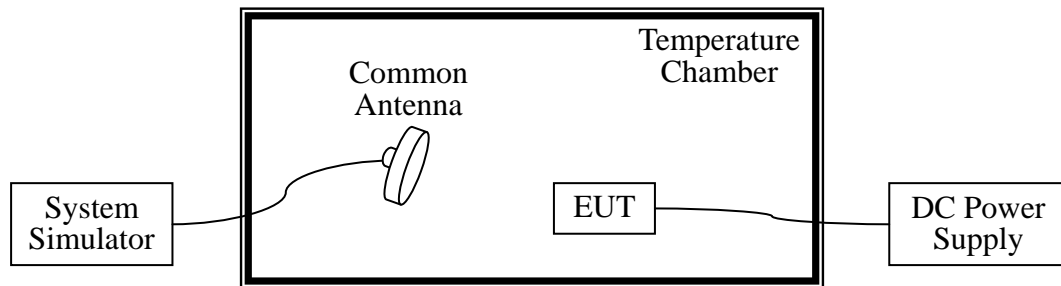 Temperature
Chamber
Common
Antenna
System
Simulator
EUT
DC Power
Supply